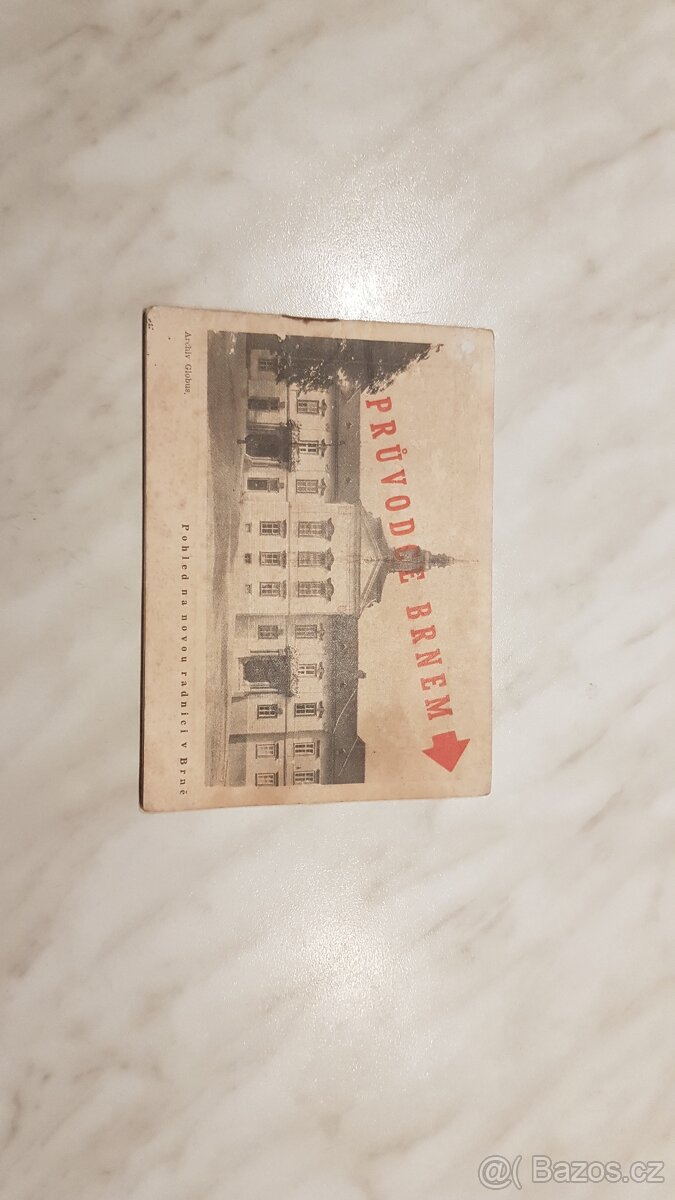 PRŮVODCE BRNEM
Archiv Globus.
Pohled na novou radnici v Brně
@( Bazos.cz